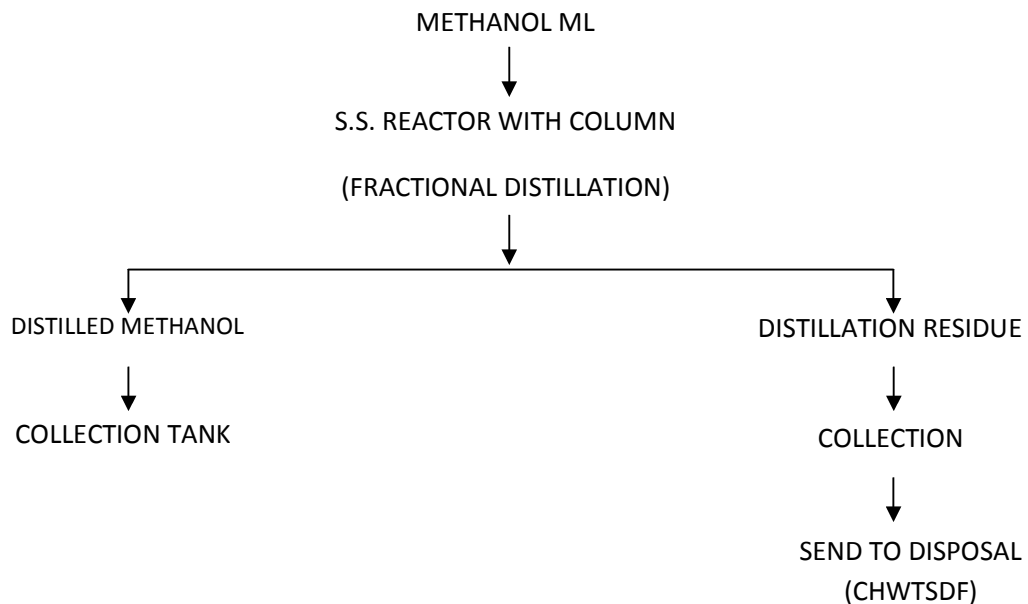 METHANOL ML
S.S. REACTOR WITH COLUMN
(FRACTIONAL DISTILLATION)
DISTILLED METHANOL
DISTILLATION RESIDUE
COLLECTION TANK
COLLECTION
SEND TO DISPOSAL
(CHWTSDF)